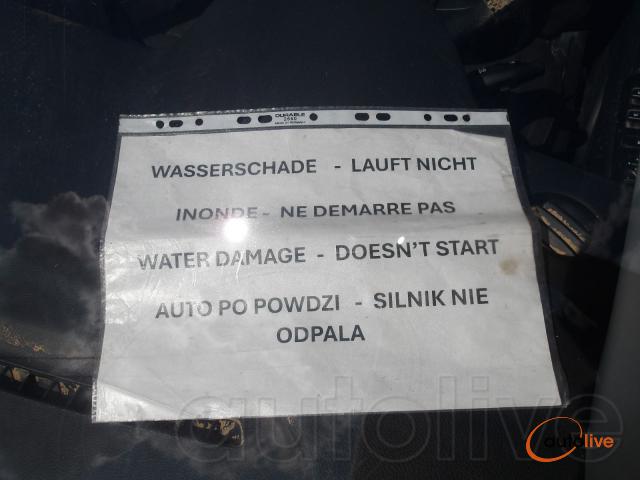 DURABLE
WASSERSCHADE - LAUFT NICHT
INONDE - NE DEMARRE PAS
WATER DAMAGE - DOESN'T START
AUTO PO POWDZI - SILNIK NIE
ODPALA
autolive
autolive